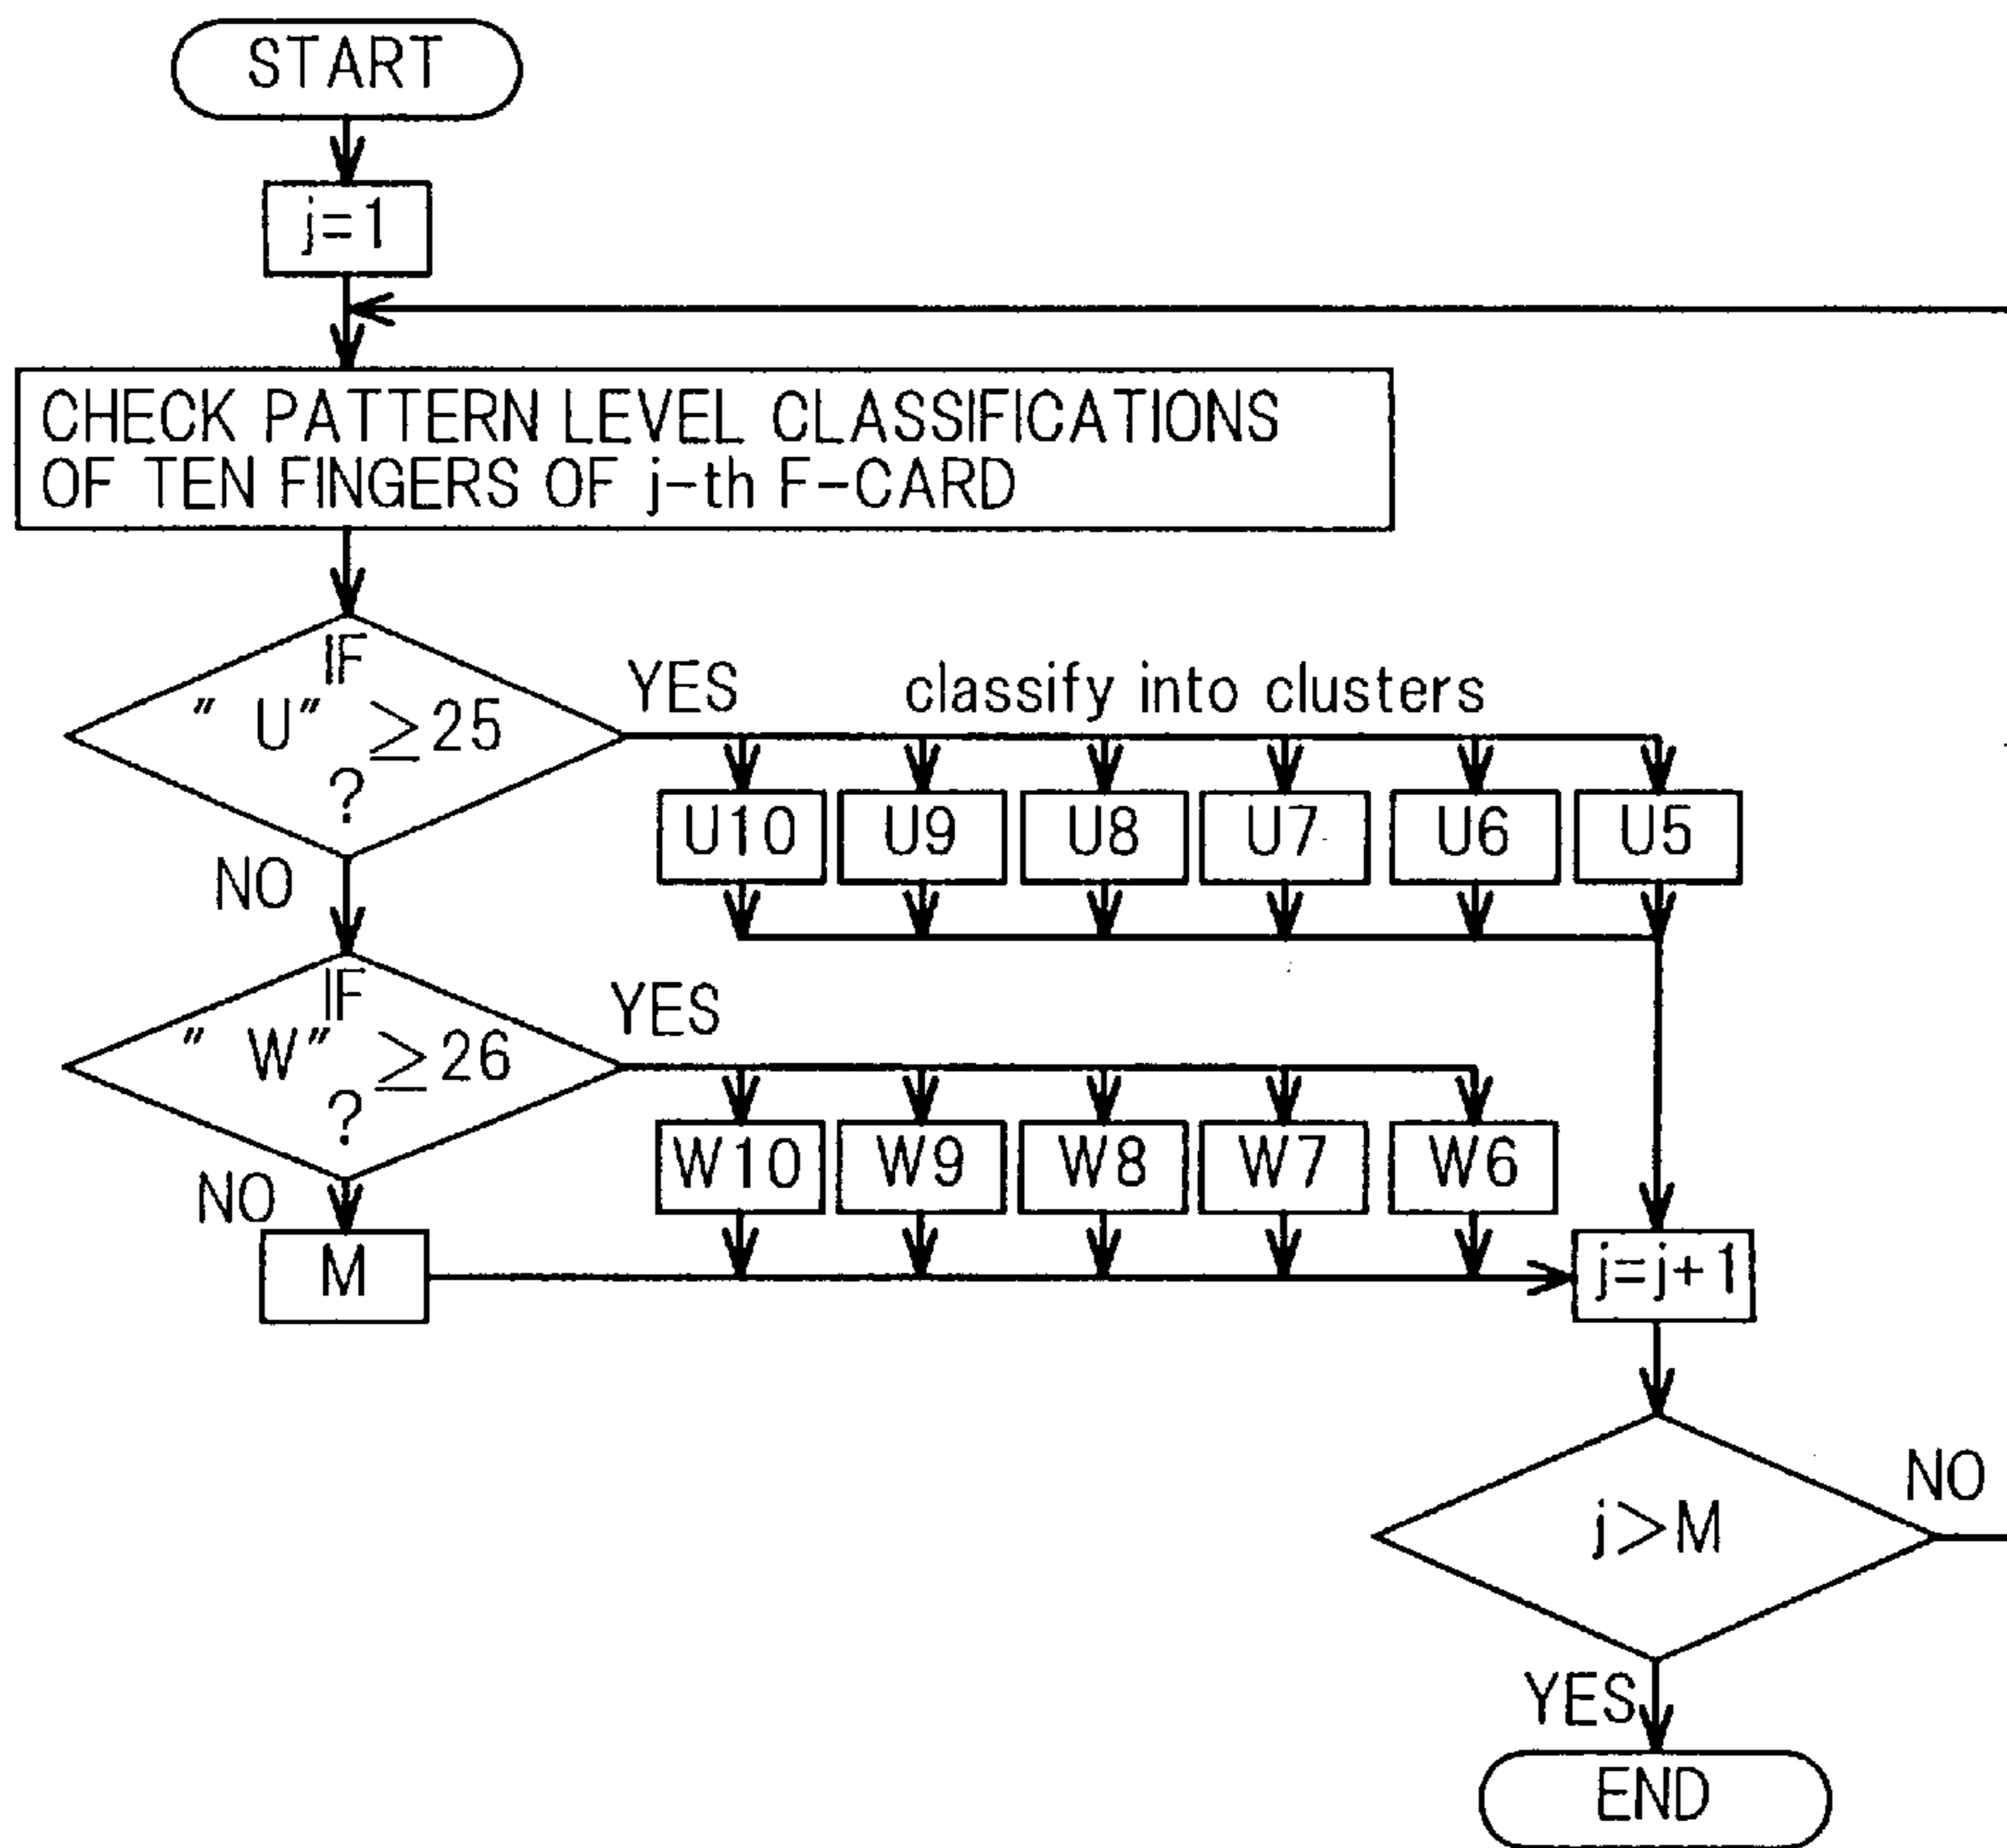 START
j=1
CHECK PATTERN LEVEL CLASSIFICATIONS
OF TEN FINGERS OF j-th F-CARD
IF
" U" ≥25
?
YES
classify into clusters
U10 U9 U8 U7 U6 U5
NO
IF
" W" ≥26
?
YES
W10 W9 W8 W7 W6
NO
M
j=j+1
j>M
NO
YES
END